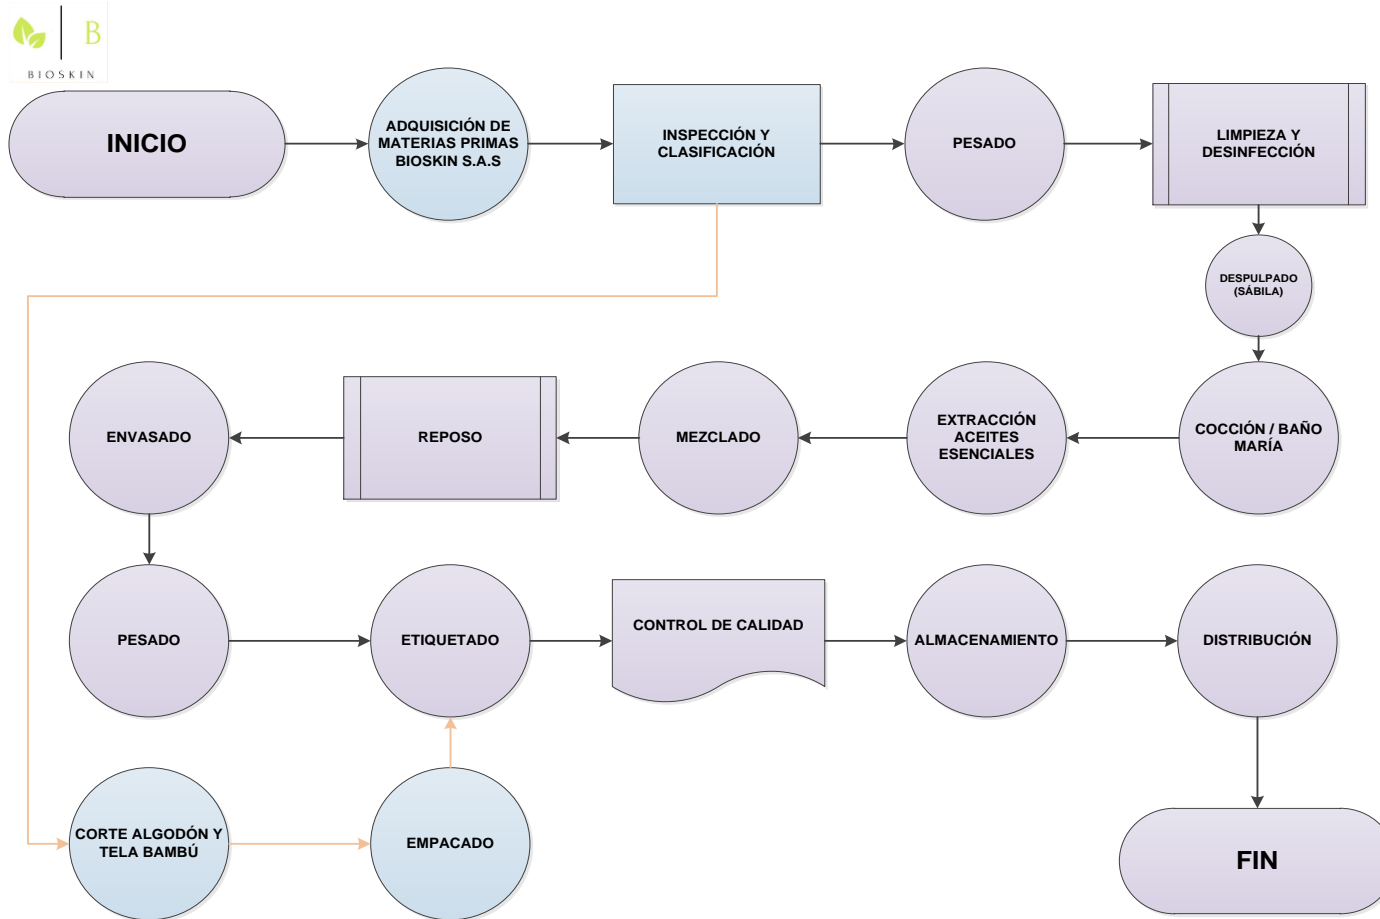 B
BIOSKIN
INICIO
ADQUISICIÓN DE
MATERIAS PRIMAS
BIOSKIN S.A.S
INSPECCIÓN Y
CLASIFICACIÓN
PESADO
LIMPIEZA Y
DESINFECCIÓN
DESPULPADO
(SÁBILA)
COCCIÓN / BAÑO
MARÍA
EXTRACCIÓN
ACEITES
ESENCIALES
MEZCLADO
REPOSO
ENVASADO
PESADO
ETIQUETADO
CONTROL DE CALIDAD
ALMACENAMIENTO
DISTRIBUCIÓN
CORTE ALGODÓN Y
TELA BAMBÚ
EMPACADO
FIN